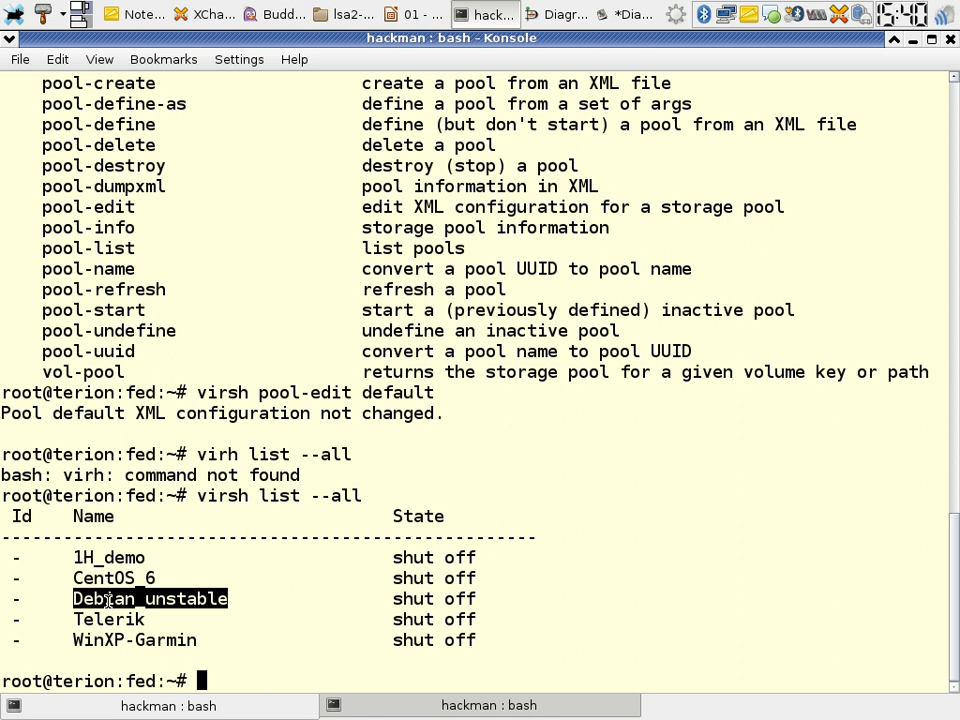 Note...
XCha...
Budd...
lsa2-...
01 - ...
hack...
Diagr...
*Dia...
15:40
hackman : bash – Konsole
File Edit View Bookmarks Settings Help
pool-create create a pool from an XML file
pool-define-as define a pool from a set of args
pool-define define (but don't start) a pool from an XML file
pool-delete delete a pool
pool-destroy destroy (stop) a pool
pool-dumpxml pool information in XML
pool-edit edit XML configuration for a storage pool
pool-info storage pool information
pool-list list pools
pool-name convert a pool UUID to pool name
pool-refresh refresh a pool
pool-start start a (previously defined) inactive pool
pool-undefine undefine an inactive pool
pool-uuid convert a pool name to pool UUID
vol-pool returns the storage pool for a given volume key or path
root@terion:fed:~# virsh pool-edit default
Pool default XML configuration not changed.
root@terion:fed:~# virh list --all
bash: virh: command not found
root@terion:fed:~# virsh list --all
Id Name State
----------------------------------------------------
- 1H_demo shut off
- CentOS_6 shut off
- Debian_unstable shut off
- Telerik shut off
- WinXP-Garmin shut off
root@terion:fed:~#
hackman : bash
hackman : bash